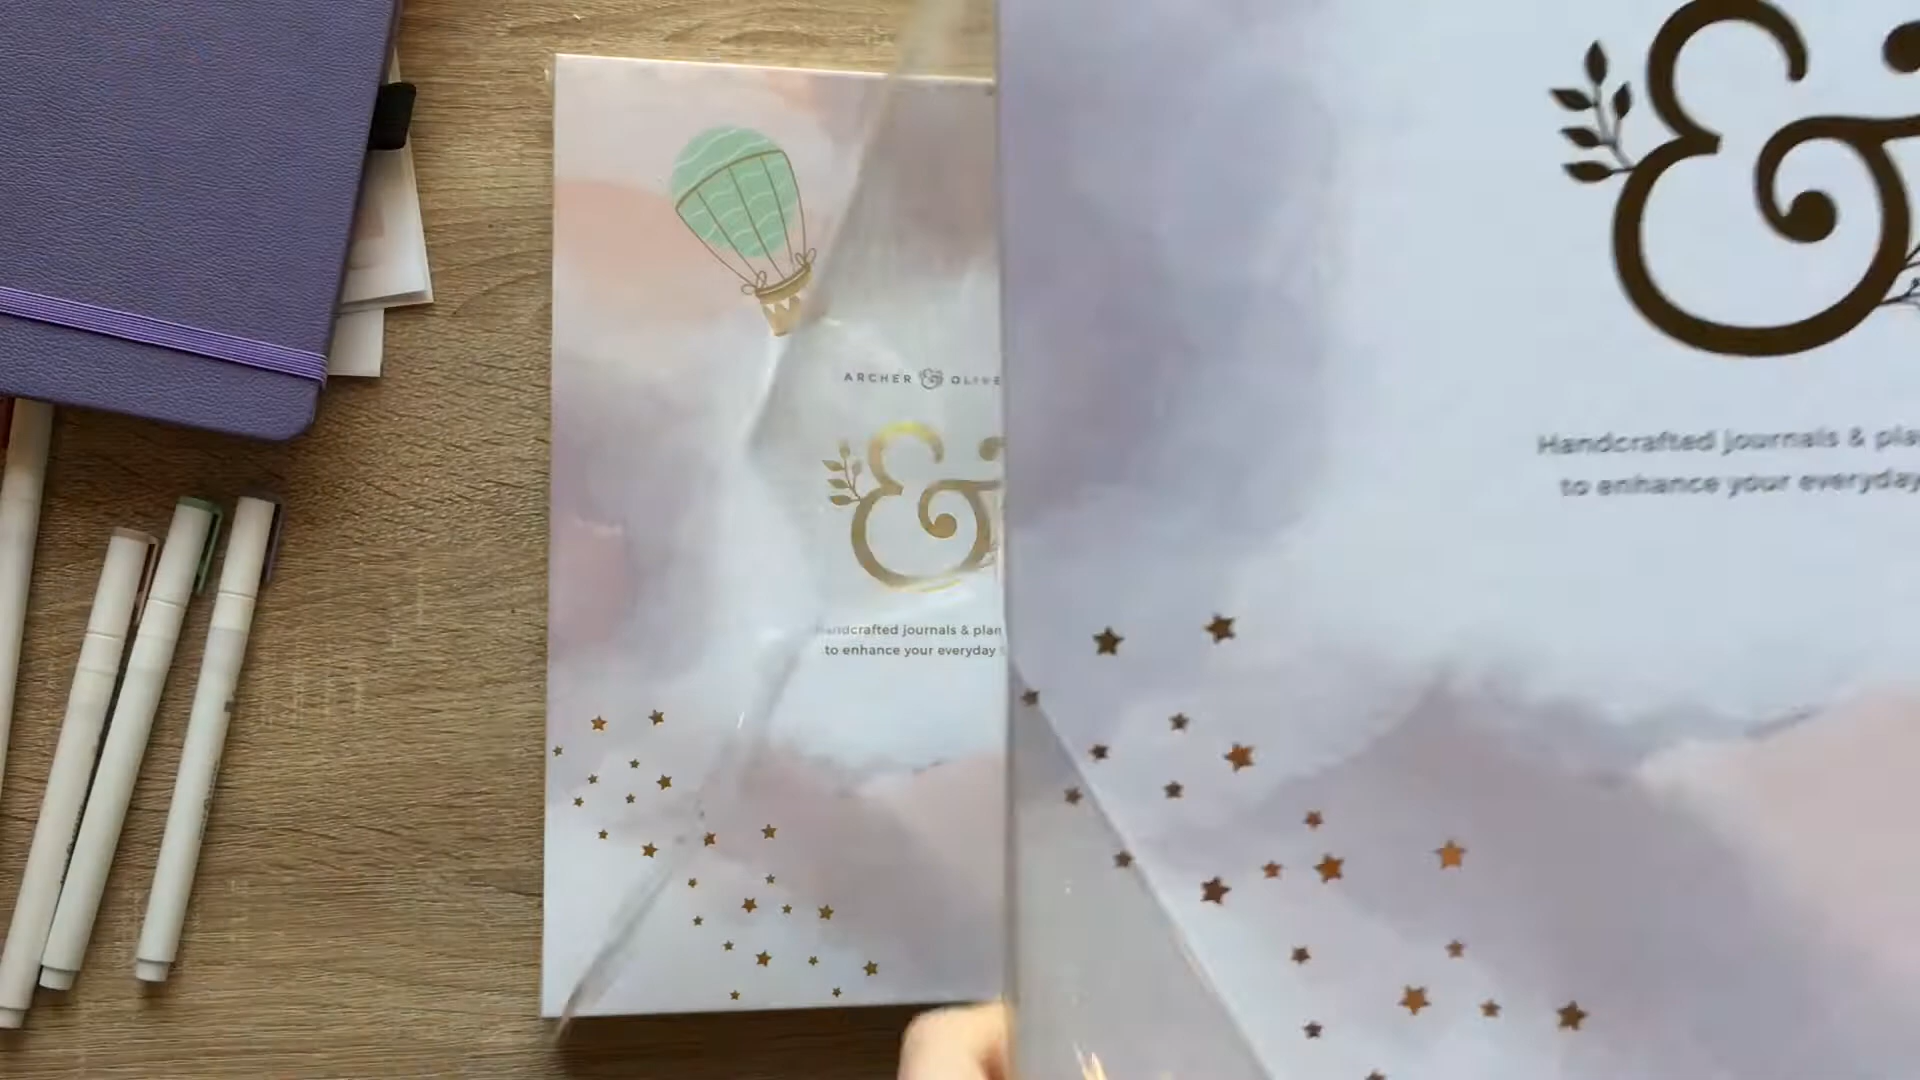 ARCHER & OLIVE
&
Handcrafted journals & plan
to enhance your everyday
&
Handcrafted journals & pla
to enhance your everyday